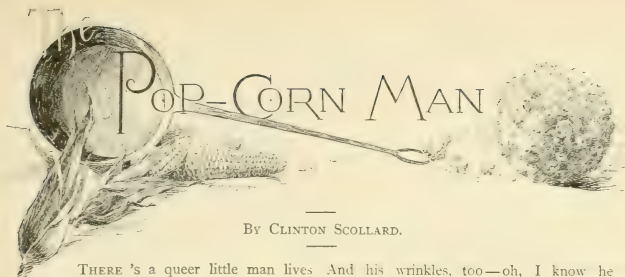 The
POP-CORN MAN
BY CLINTON SCOLLARD.
THERE 's a queer little man lives
And his wrinkles, too—oh, I know he